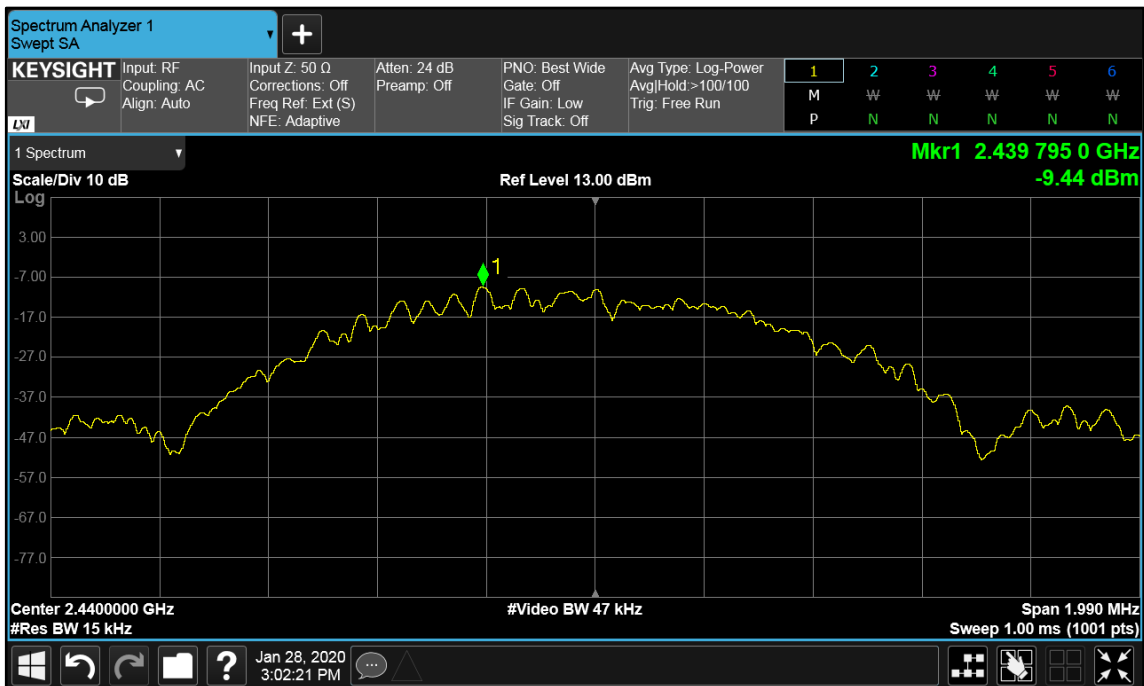 Spectrum Analyzer 1
Swept SA
+
KEYSIGHT
LXI
Input: RF
Coupling: AC
Align: Auto
Input Z: 50 Ω
Corrections: Off
Freq Ref: Ext (S)
NFE: Adaptive
Atten: 24 dB
Preamp: Off
PNO: Best Wide
Gate: Off
IF Gain: Low
Sig Track: Off
Avg Type: Log-Power
Avg|Hold:>100/100
Trig: Free Run
1 2 3 4 5 6
M W W W W W
P N N N N N
1 Spectrum
Mkr1 2.439 795 0 GHz
Scale/Div 10 dB
Ref Level 13.00 dBm
-9.44 dBm
Log
3.00
-7.00
1
-17.0
-27.0
-37.0
-47.0
-57.0
-67.0
-77.0
Center 2.4400000 GHz
#Video BW 47 kHz
Span 1.990 MHz
#Res BW 15 kHz
Sweep 1.00 ms (1001 pts)
?
Jan 28, 2020
3:02:21 PM